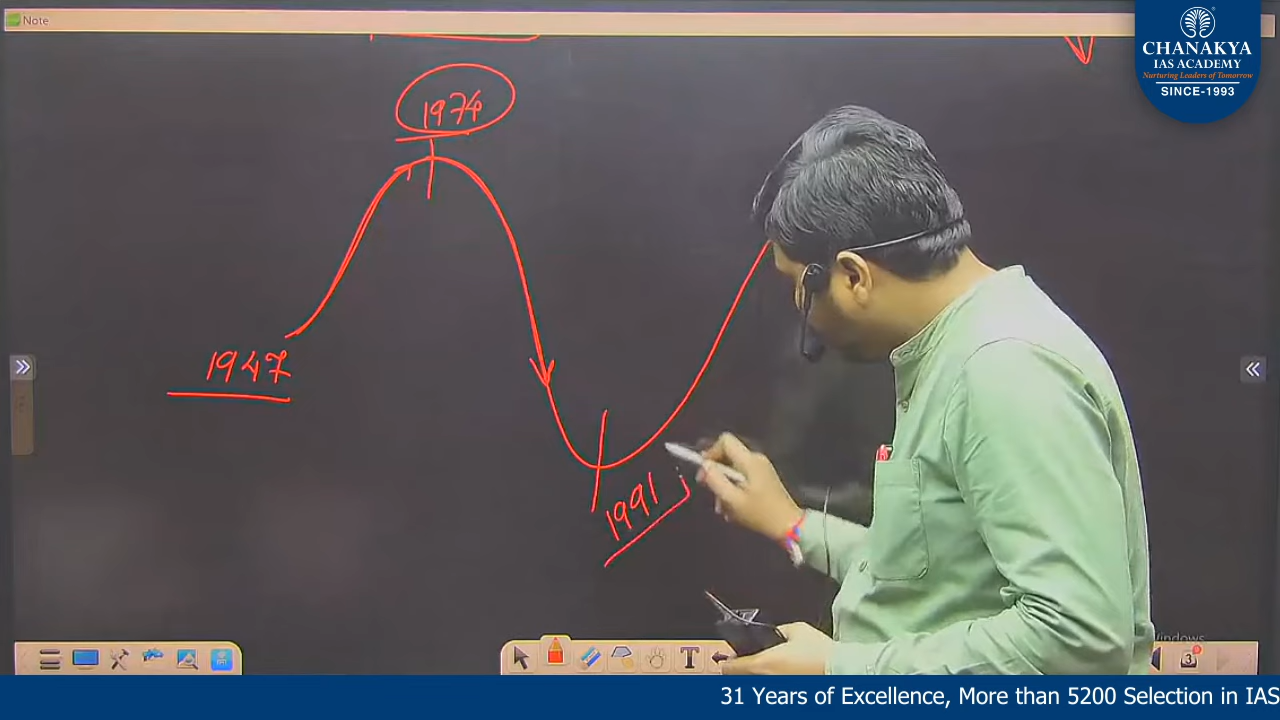 Note
CHANAKYA
IAS ACADEMY
Nurturing Leaders of Tomorrow
SINCE-1993
1974
1947
1991
T
3
31 Years of Excellence, More than 5200 Selection in IAS